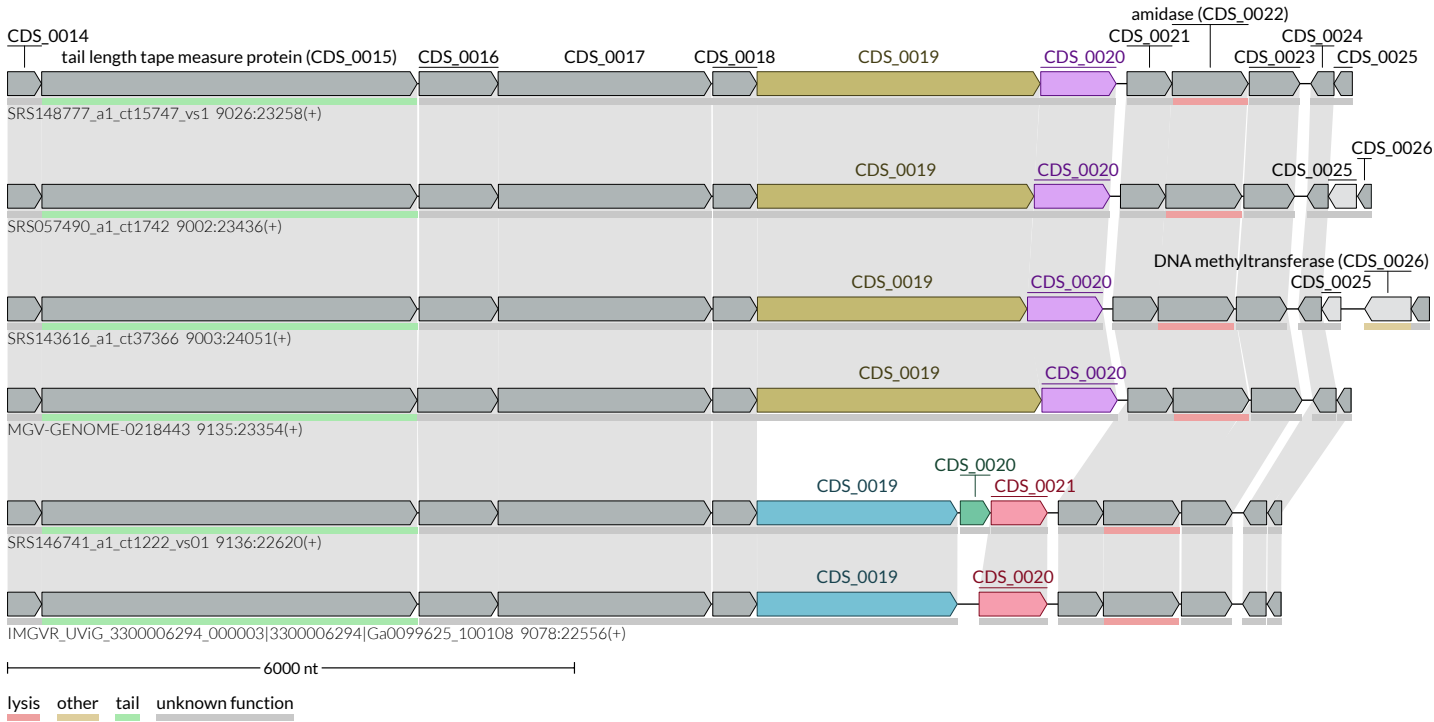 amidase (CDS_0022)
CDS_0014 CDS_0021 CDS_0024
tail length tape measure protein (CDS_0015) CDS_0016 CDS_0017 CDS_0018 CDS_0019 CDS_0020 CDS_0023 CDS_0025
SRS148777_a1_ct15747_vs1 9026:23258(+)
CDS_0026
CDS_0019 CDS_0020 CDS_0025
SRS057490_a1_ct1742 9002:23436(+)
DNA methyltransferase (CDS_0026)
CDS_0019 CDS_0020 CDS_0025
SRS143616_a1_ct37366 9003:24051(+)
CDS_0019 CDS_0020
MGV-GENOME-0218443 9135:23354(+)
CDS_0020
CDS_0019 CDS_0021
SRS146741_a1_ct1222_vs01 9136:22620(+)
CDS_0019 CDS_0020
IMGVR_UViG_3300006294_000003|3300006294|Ga0099625_100108 9078:22556(+)
6000 nt
lysis other tail unknown function